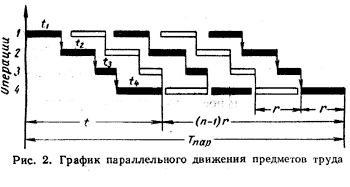 Операции
1
2
3
4
t₁
t₂
t₃
t₄
r
r
t
(n-1)r
Tпар
Рис. 2. График параллельного движения предметов труда